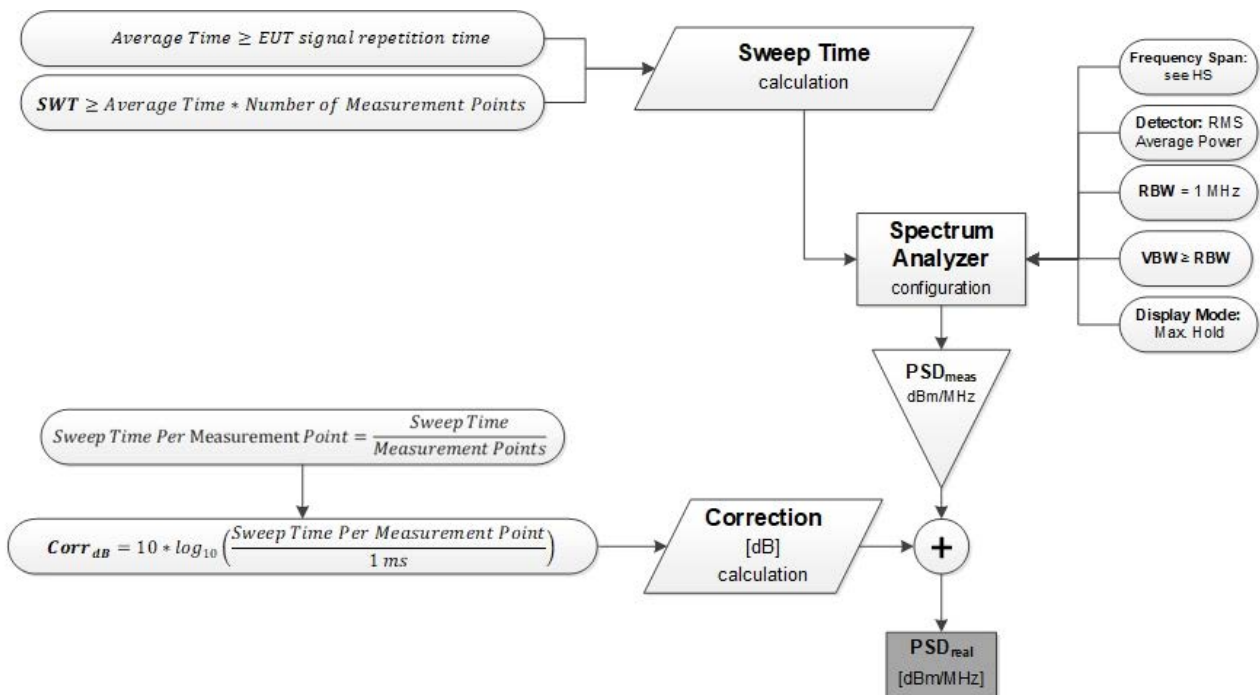 Average Time ≥ EUT signal repetition time
SWT ≥ Average Time * Number of Measurement Points
Sweep Time
calculation
Frequency Span:
see HS
Detector: RMS
Average Power
RBW = 1 MHz
VBW ≥ RBW
Display Mode:
Max. Hold
Spectrum
Analyzer
configuration
PSDmeas
dBm/MHz
Sweep Time Per Measurement Point = Sweep Time / Measurement Points
Corr dB = 10 * log10 (Sweep Time Per Measurement Point / 1 ms)
Correction
[dB]
calculation
+
PSDreal
[dBm/MHz]